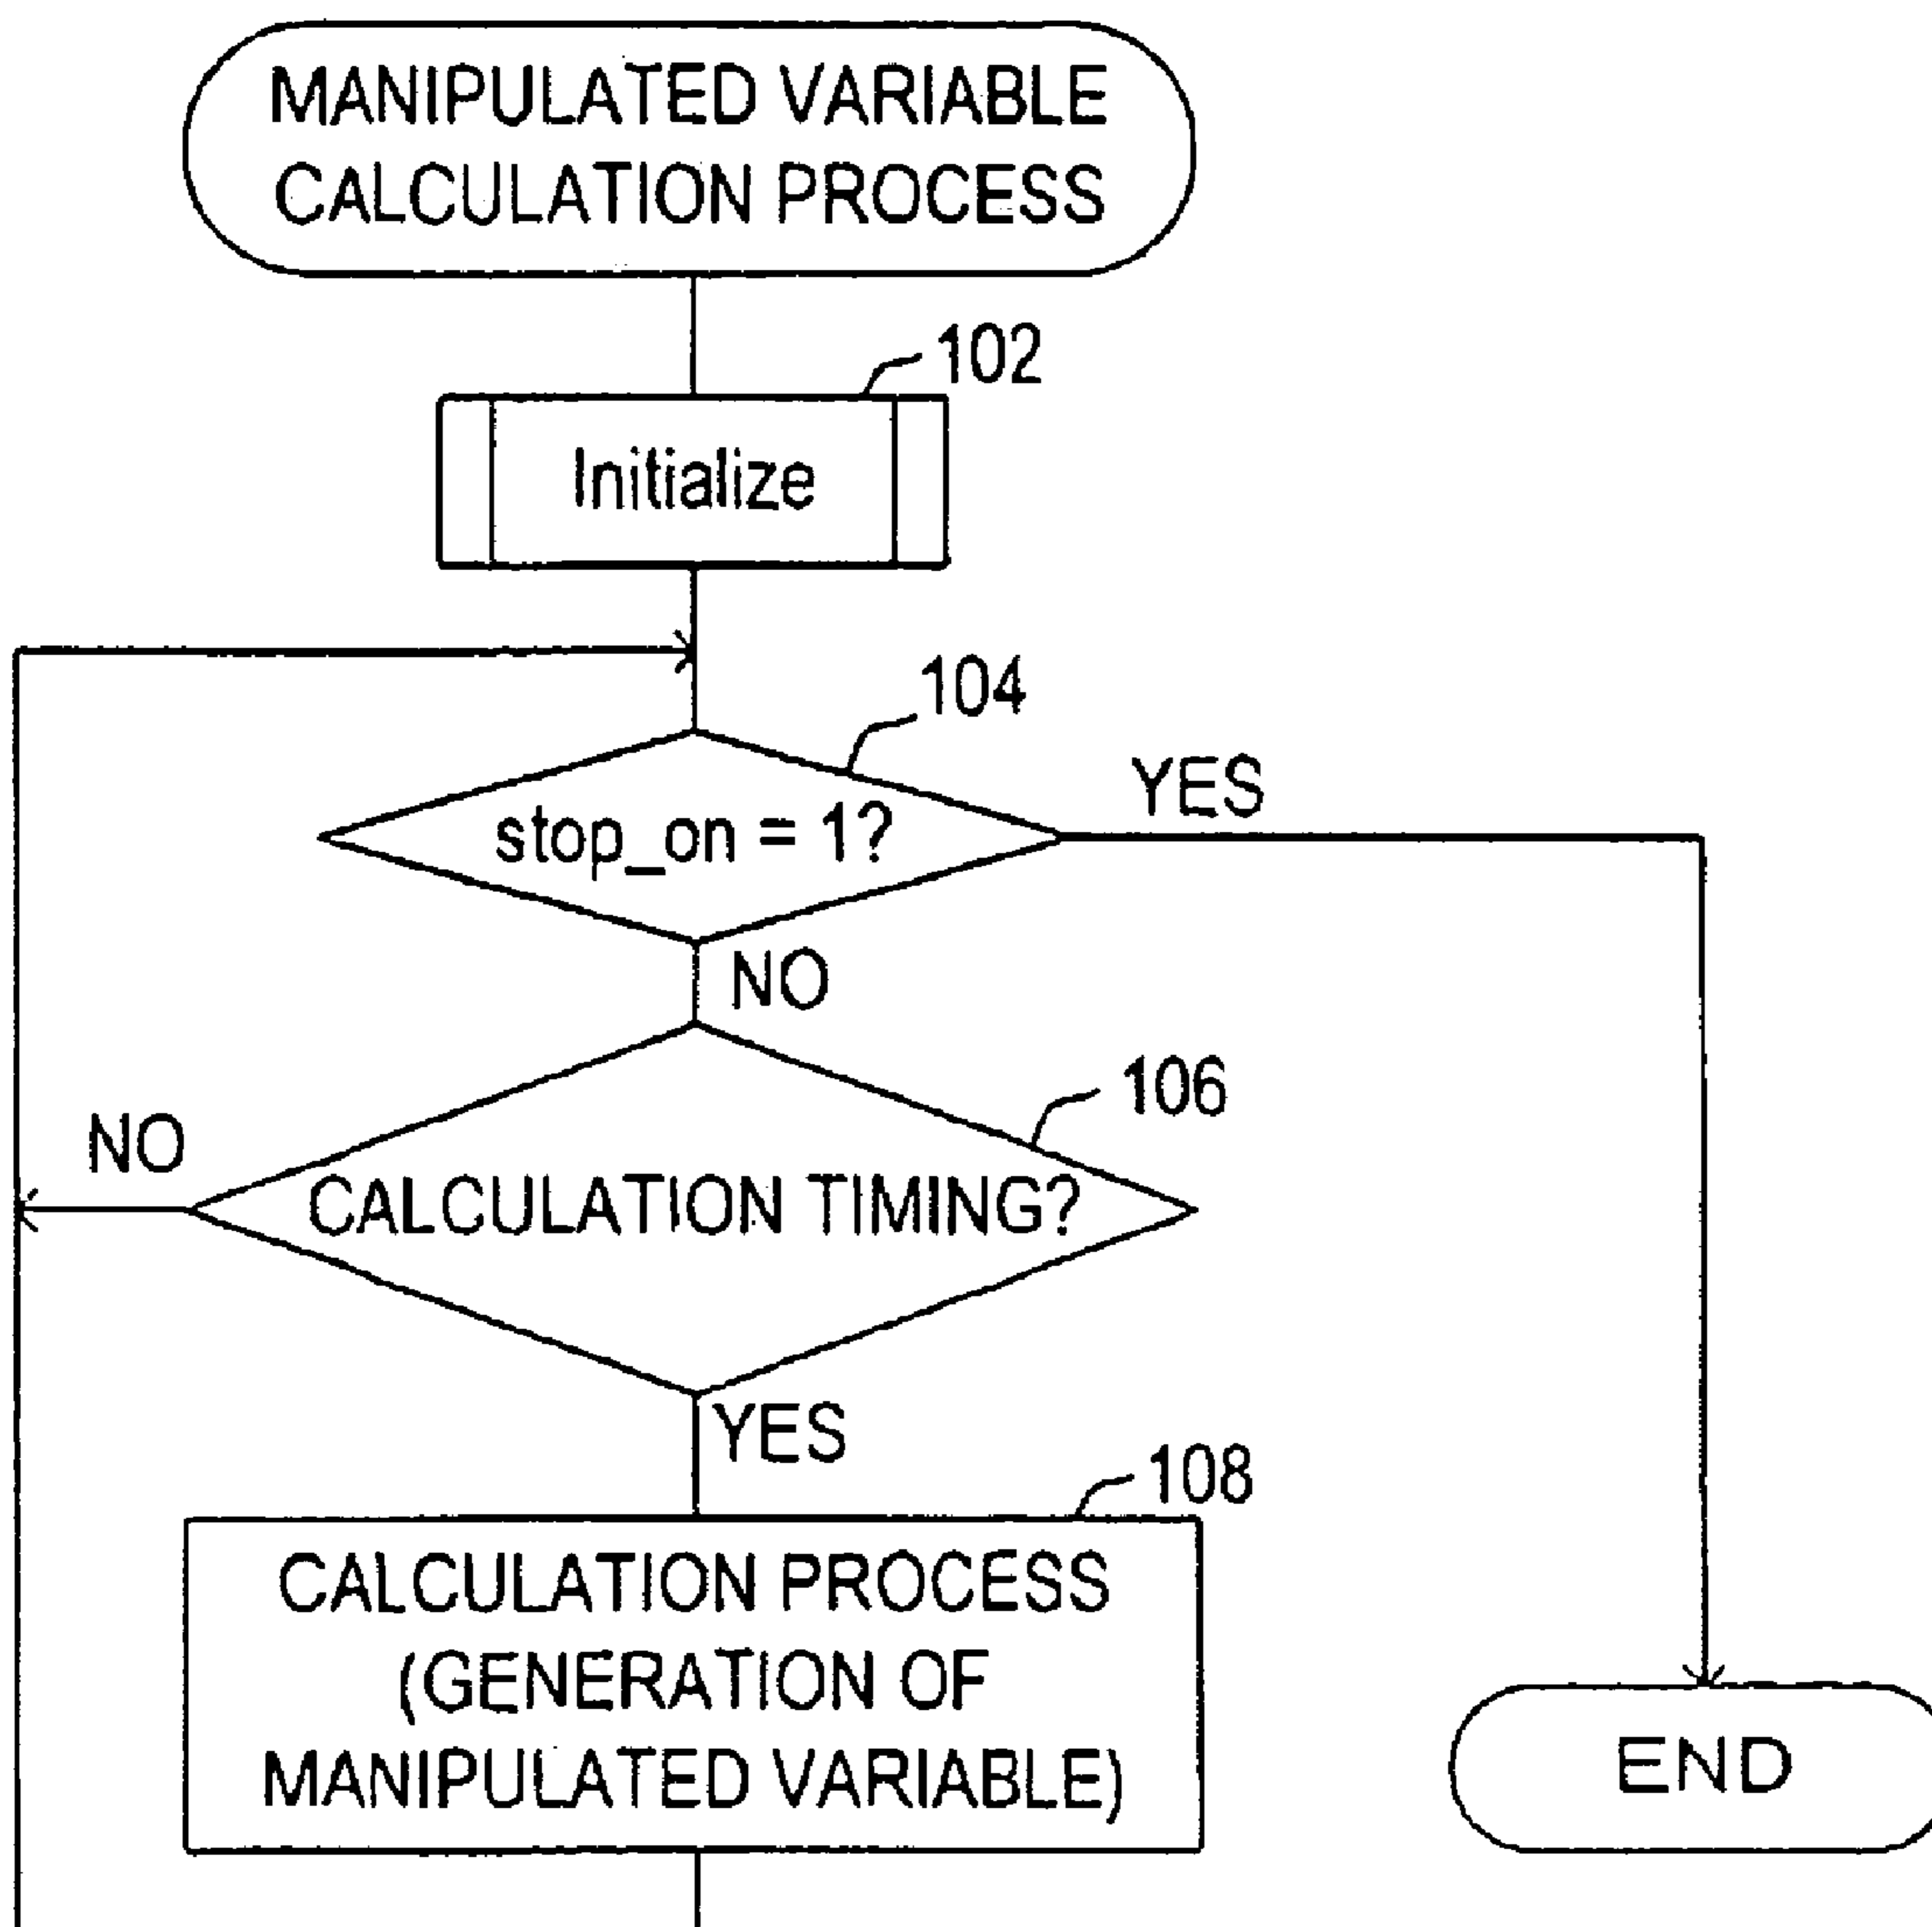 MANIPULATED VARIABLE
CALCULATION PROCESS
102
Initialize
104
YES
stop_on = 1?
NO
106
NO
CALCULATION TIMING?
YES
108
CALCULATION PROCESS
(GENERATION OF
MANIPULATED VARIABLE)
END